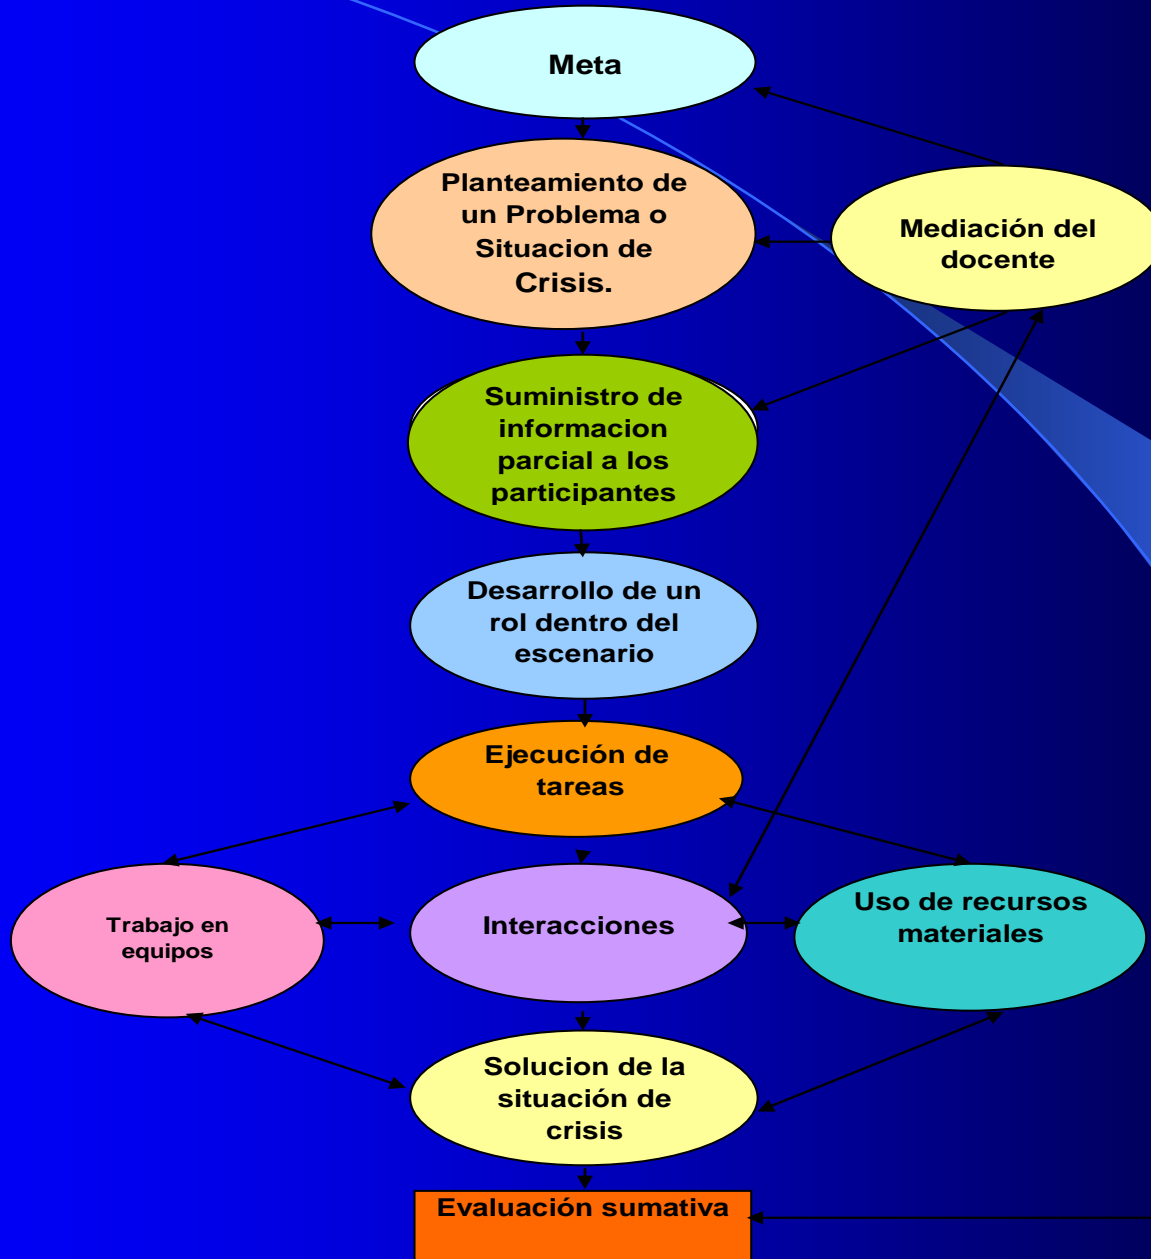 Meta
Planteamiento de
un Problema o
Situacion de
Crisis.
Mediación del
docente
Suministro de
informacion
parcial a los
participantes
Desarrollo de un
rol dentro del
escenario
Ejecución de
tareas
Trabajo en
equipos
Interacciones
Uso de recursos
materiales
Solucion de la
situación de
crisis
Evaluación sumativa